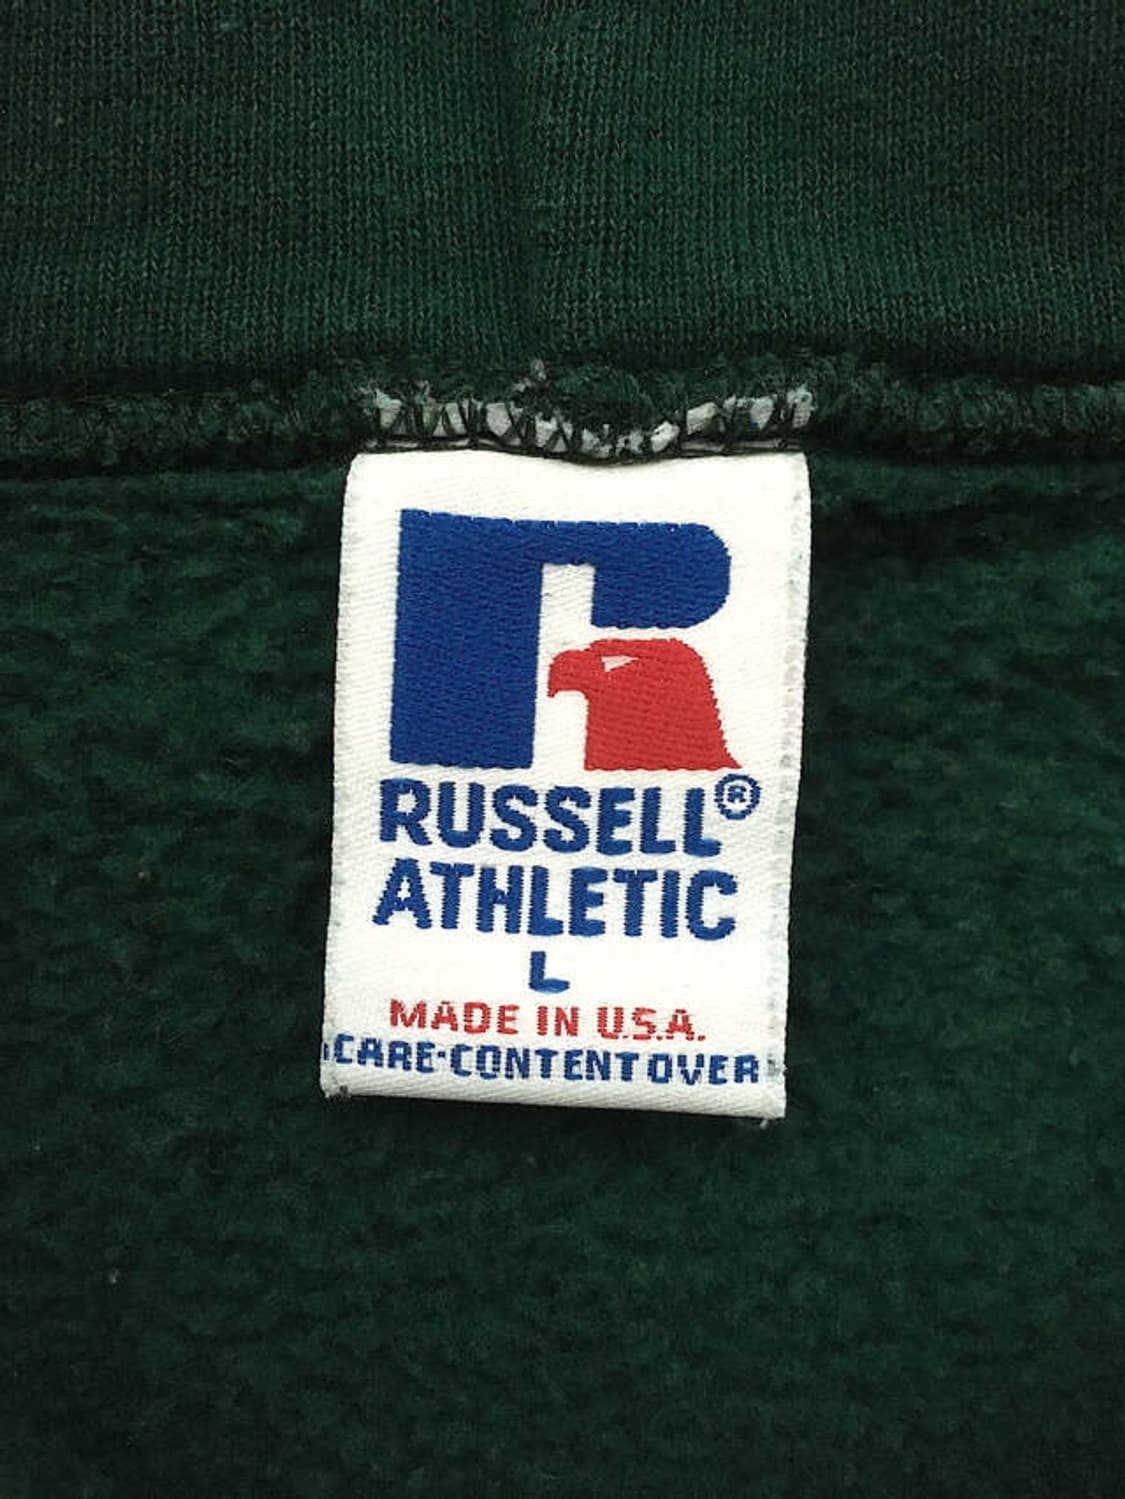 RUSSELL®
ATHLETIC
L
MADE IN U.S.A.
CARE·CONTENT OVER